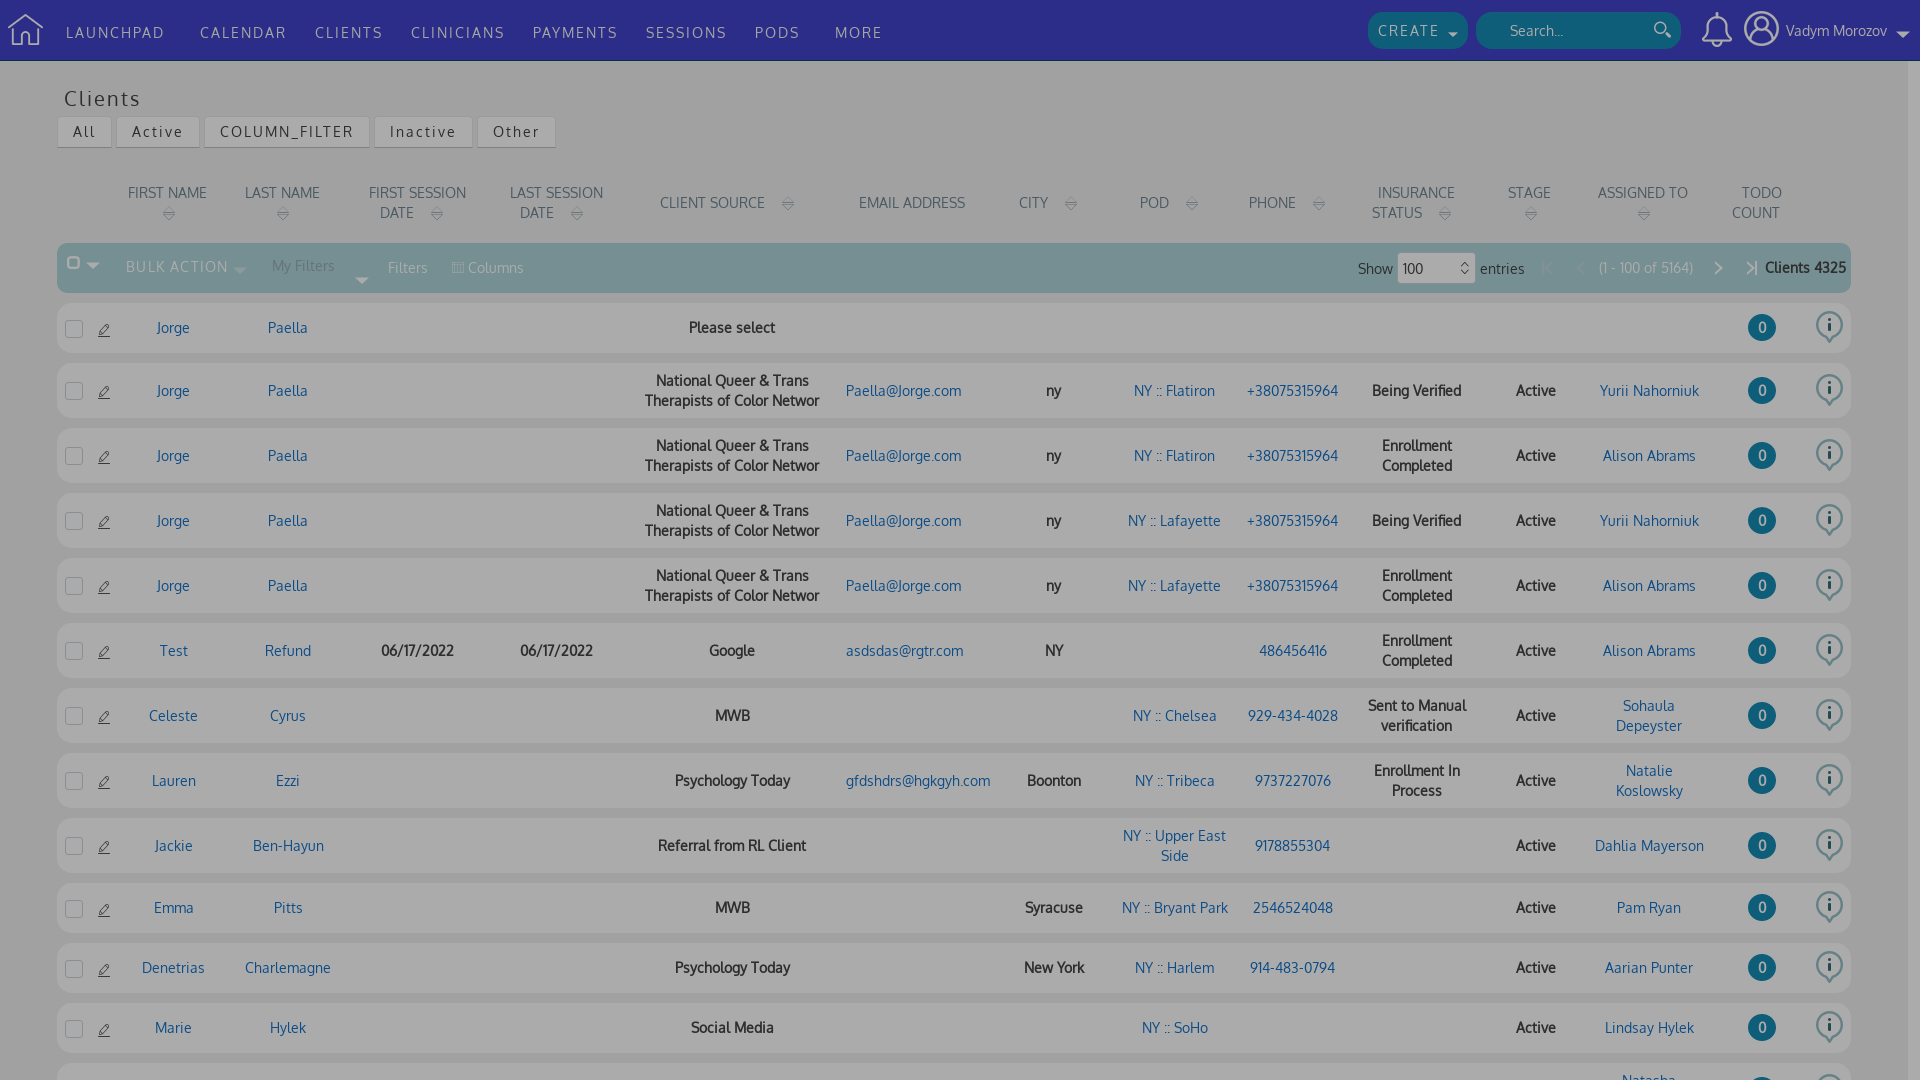 LAUNCHPAD CALENDAR CLIENTS CLINICIANS PAYMENTS SESSIONS PODS MORE CREATE Search... Vadym Morozov
Clients
All Active COLUMN_FILTER Inactive Other
FIRST NAME LAST NAME FIRST SESSION DATE LAST SESSION DATE CLIENT SOURCE EMAIL ADDRESS CITY POD PHONE INSURANCE STATUS STAGE ASSIGNED TO TODO COUNT
BULK ACTION My Filters Filters Columns Show 100 entries (1 - 100 of 5164) Clients 4325
Jorge Paella Please select 0
Jorge Paella National Queer & Trans Therapists of Color Networ Paella@Jorge.com ny NY :: Flatiron +38075315964 Being Verified Active Yurii Nahorniuk 0
Jorge Paella National Queer & Trans Therapists of Color Networ Paella@Jorge.com ny NY :: Flatiron +38075315964 Enrollment Completed Active Alison Abrams 0
Jorge Paella National Queer & Trans Therapists of Color Networ Paella@Jorge.com ny NY :: Lafayette +38075315964 Being Verified Active Yurii Nahorniuk 0
Jorge Paella National Queer & Trans Therapists of Color Networ Paella@Jorge.com ny NY :: Lafayette +38075315964 Enrollment Completed Active Alison Abrams 0
Test Refund 06/17/2022 06/17/2022 Google asdsdas@rgtr.com NY 486456416 Enrollment Completed Active Alison Abrams 0
Celeste Cyrus MWB NY :: Chelsea 929-434-4028 Sent to Manual verification Active Sohaula Depeyster 0
Lauren Ezzi Psychology Today gfdshdrs@hgkgyh.com Boonton NY :: Tribeca 9737227076 Enrollment In Process Active Natalie Koslowsky 0
Jackie Ben-Hayun Referral from RL Client NY :: Upper East Side 9178855304 Active Dahlia Mayerson 0
Emma Pitts MWB Syracuse NY :: Bryant Park 2546524048 Active Pam Ryan 0
Denetrias Charlemagne Psychology Today New York NY :: Harlem 914-483-0794 Active Aarian Punter 0
Marie Hylek Social Media NY :: SoHo Active Lindsay Hylek 0